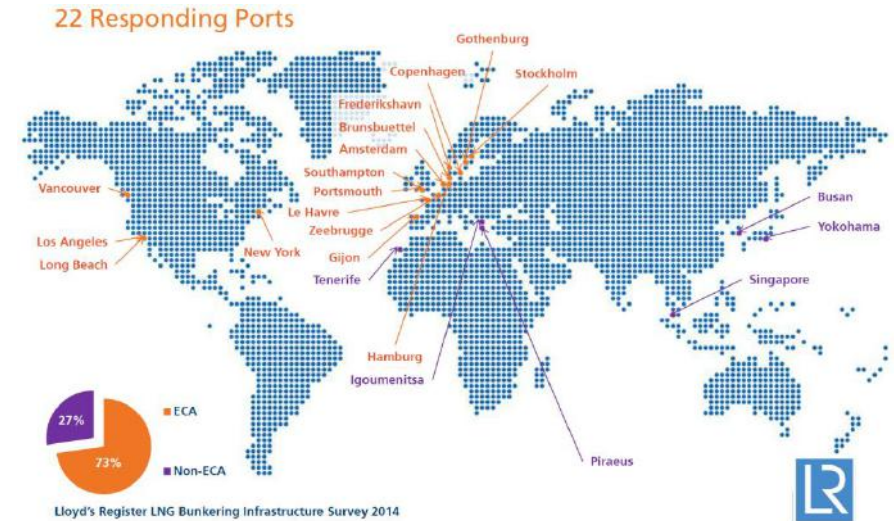 22 Responding Ports
Gothenburg
Copenhagen
Stockholm
Frederikshavn
Brunsbuettel
Amsterdam
Southampton
Vancouver
Portsmouth
Busan
Le Havre
Yokohama
Zeebrugge
Los Angeles
New York
Gijon
Long Beach
Tenerife
Singapore
Hamburg
Igoumenitsa
27%
ECA
73%
Piraeus
Non-ECA
LR
Lloyd's Register LNG Bunkering Infrastructure Survey 2014